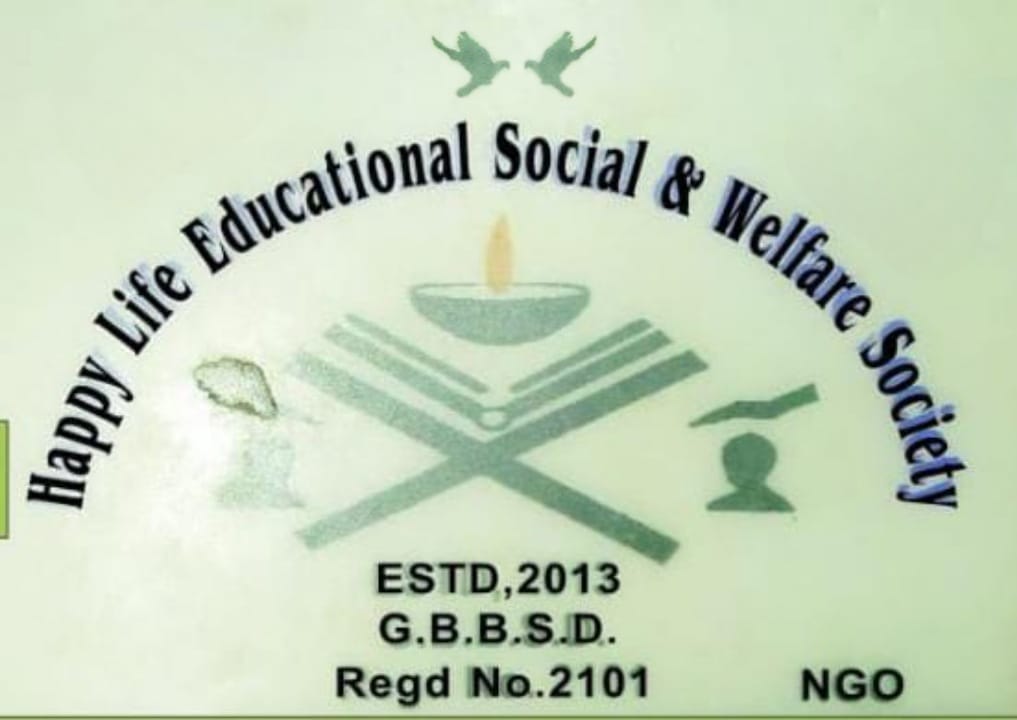 Happy Life Educational Social & Welfare Society
ESTD,2013
G.B.B.S.D.
Regd No.2101
NGO